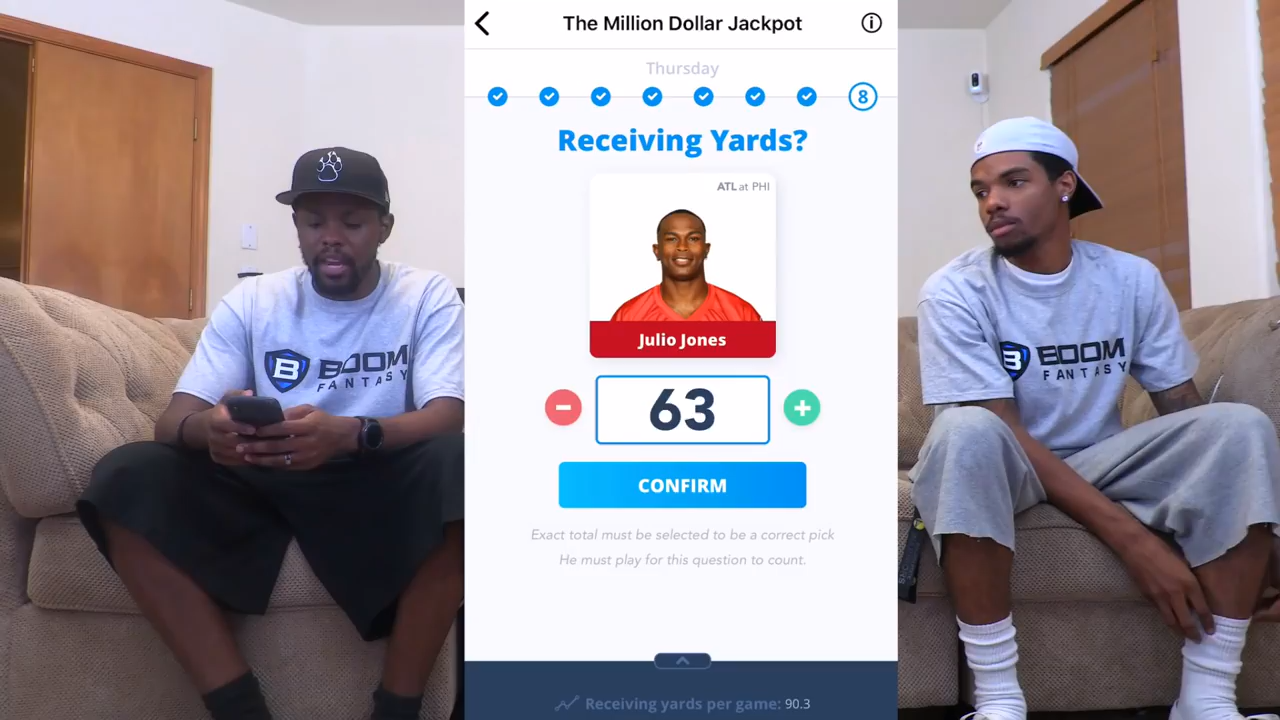 The Million Dollar Jackpot
Thursday
8
Receiving Yards?
ATL at PHI
Julio Jones
63
CONFIRM
Exact total must be selected to be a correct pick
He must play for this question to count.
Receiving yards per game: 90.3
B BOOM
FANTASY
B BOOM
FANTASY